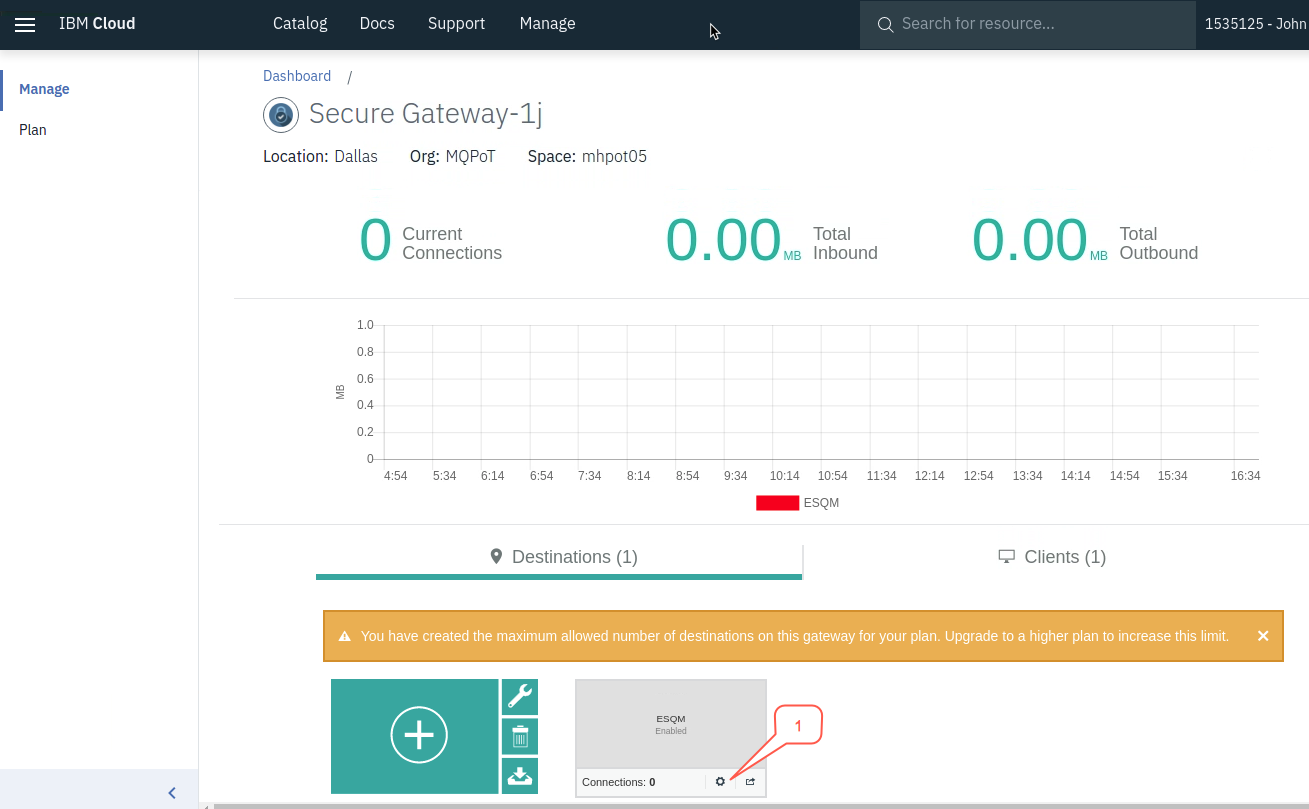 IBM Cloud Catalog Docs Support Manage Search for resource... 1535125 - John
Manage
Plan
Dashboard /
Secure Gateway-1j
Location: Dallas Org: MQPoT Space: mhpot05
0 Current Connections
0.00 MB Total Inbound
0.00 MB Total Outbound
MB
1.0
0.8
0.6
0.4
0.2
0
4:54 5:34 6:14 6:54 7:34 8:14 8:54 9:34 10:14 10:54 11:34 12:14 12:54 13:34 14:14 14:54 15:34 16:34
ESQM
Destinations (1) Clients (1)
You have created the maximum allowed number of destinations on this gateway for your plan. Upgrade to a higher plan to increase this limit.
ESQM
Enabled
Connections: 0
1